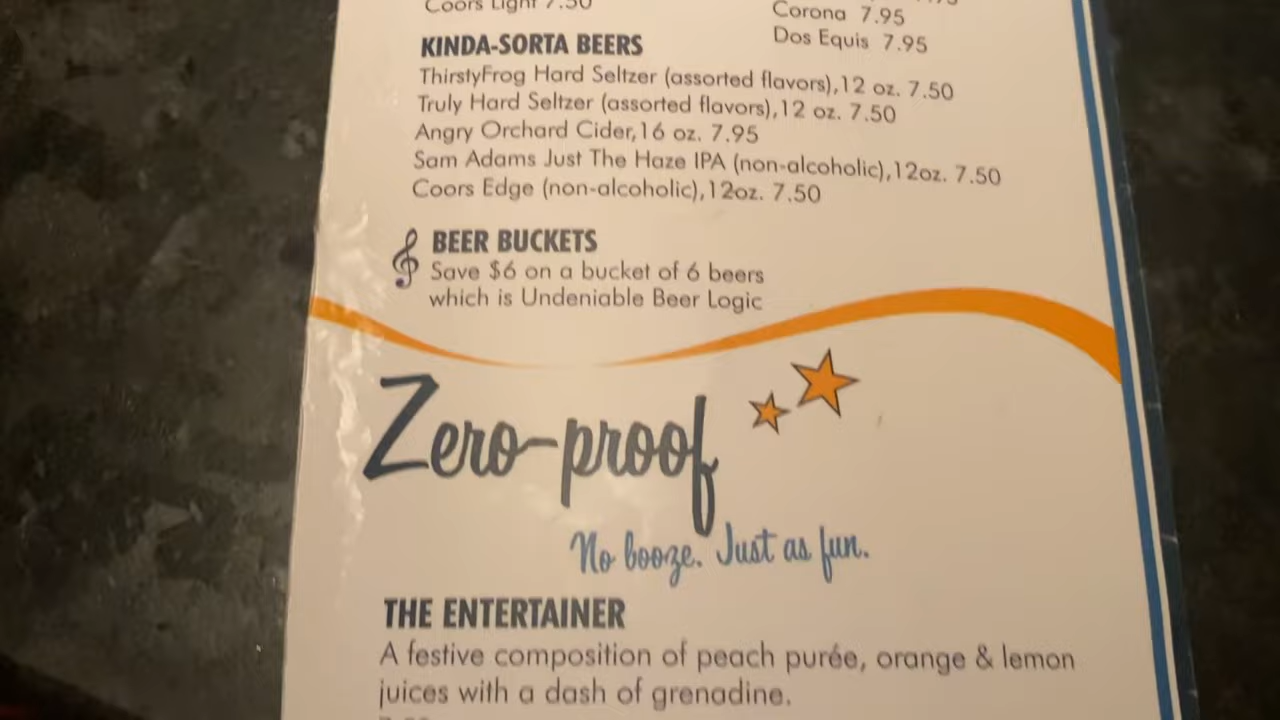 Coors Light 7.50
Corona 7.95
Dos Equis 7.95
KINDA-SORTA BEERS
ThirstyFrog Hard Seltzer (assorted flavors),12 oz. 7.50
Truly Hard Seltzer (assorted flavors),12 oz. 7.50
Angry Orchard Cider,16 oz. 7.95
Sam Adams Just The Haze IPA (non-alcoholic),12oz. 7.50
Coors Edge (non-alcoholic),12oz. 7.50
BEER BUCKETS
Save $6 on a bucket of 6 beers
which is Undeniable Beer Logic
Zero-proof
No booze. Just as fun.
THE ENTERTAINER
A festive composition of peach purée, orange & lemon
juices with a dash of grenadine.